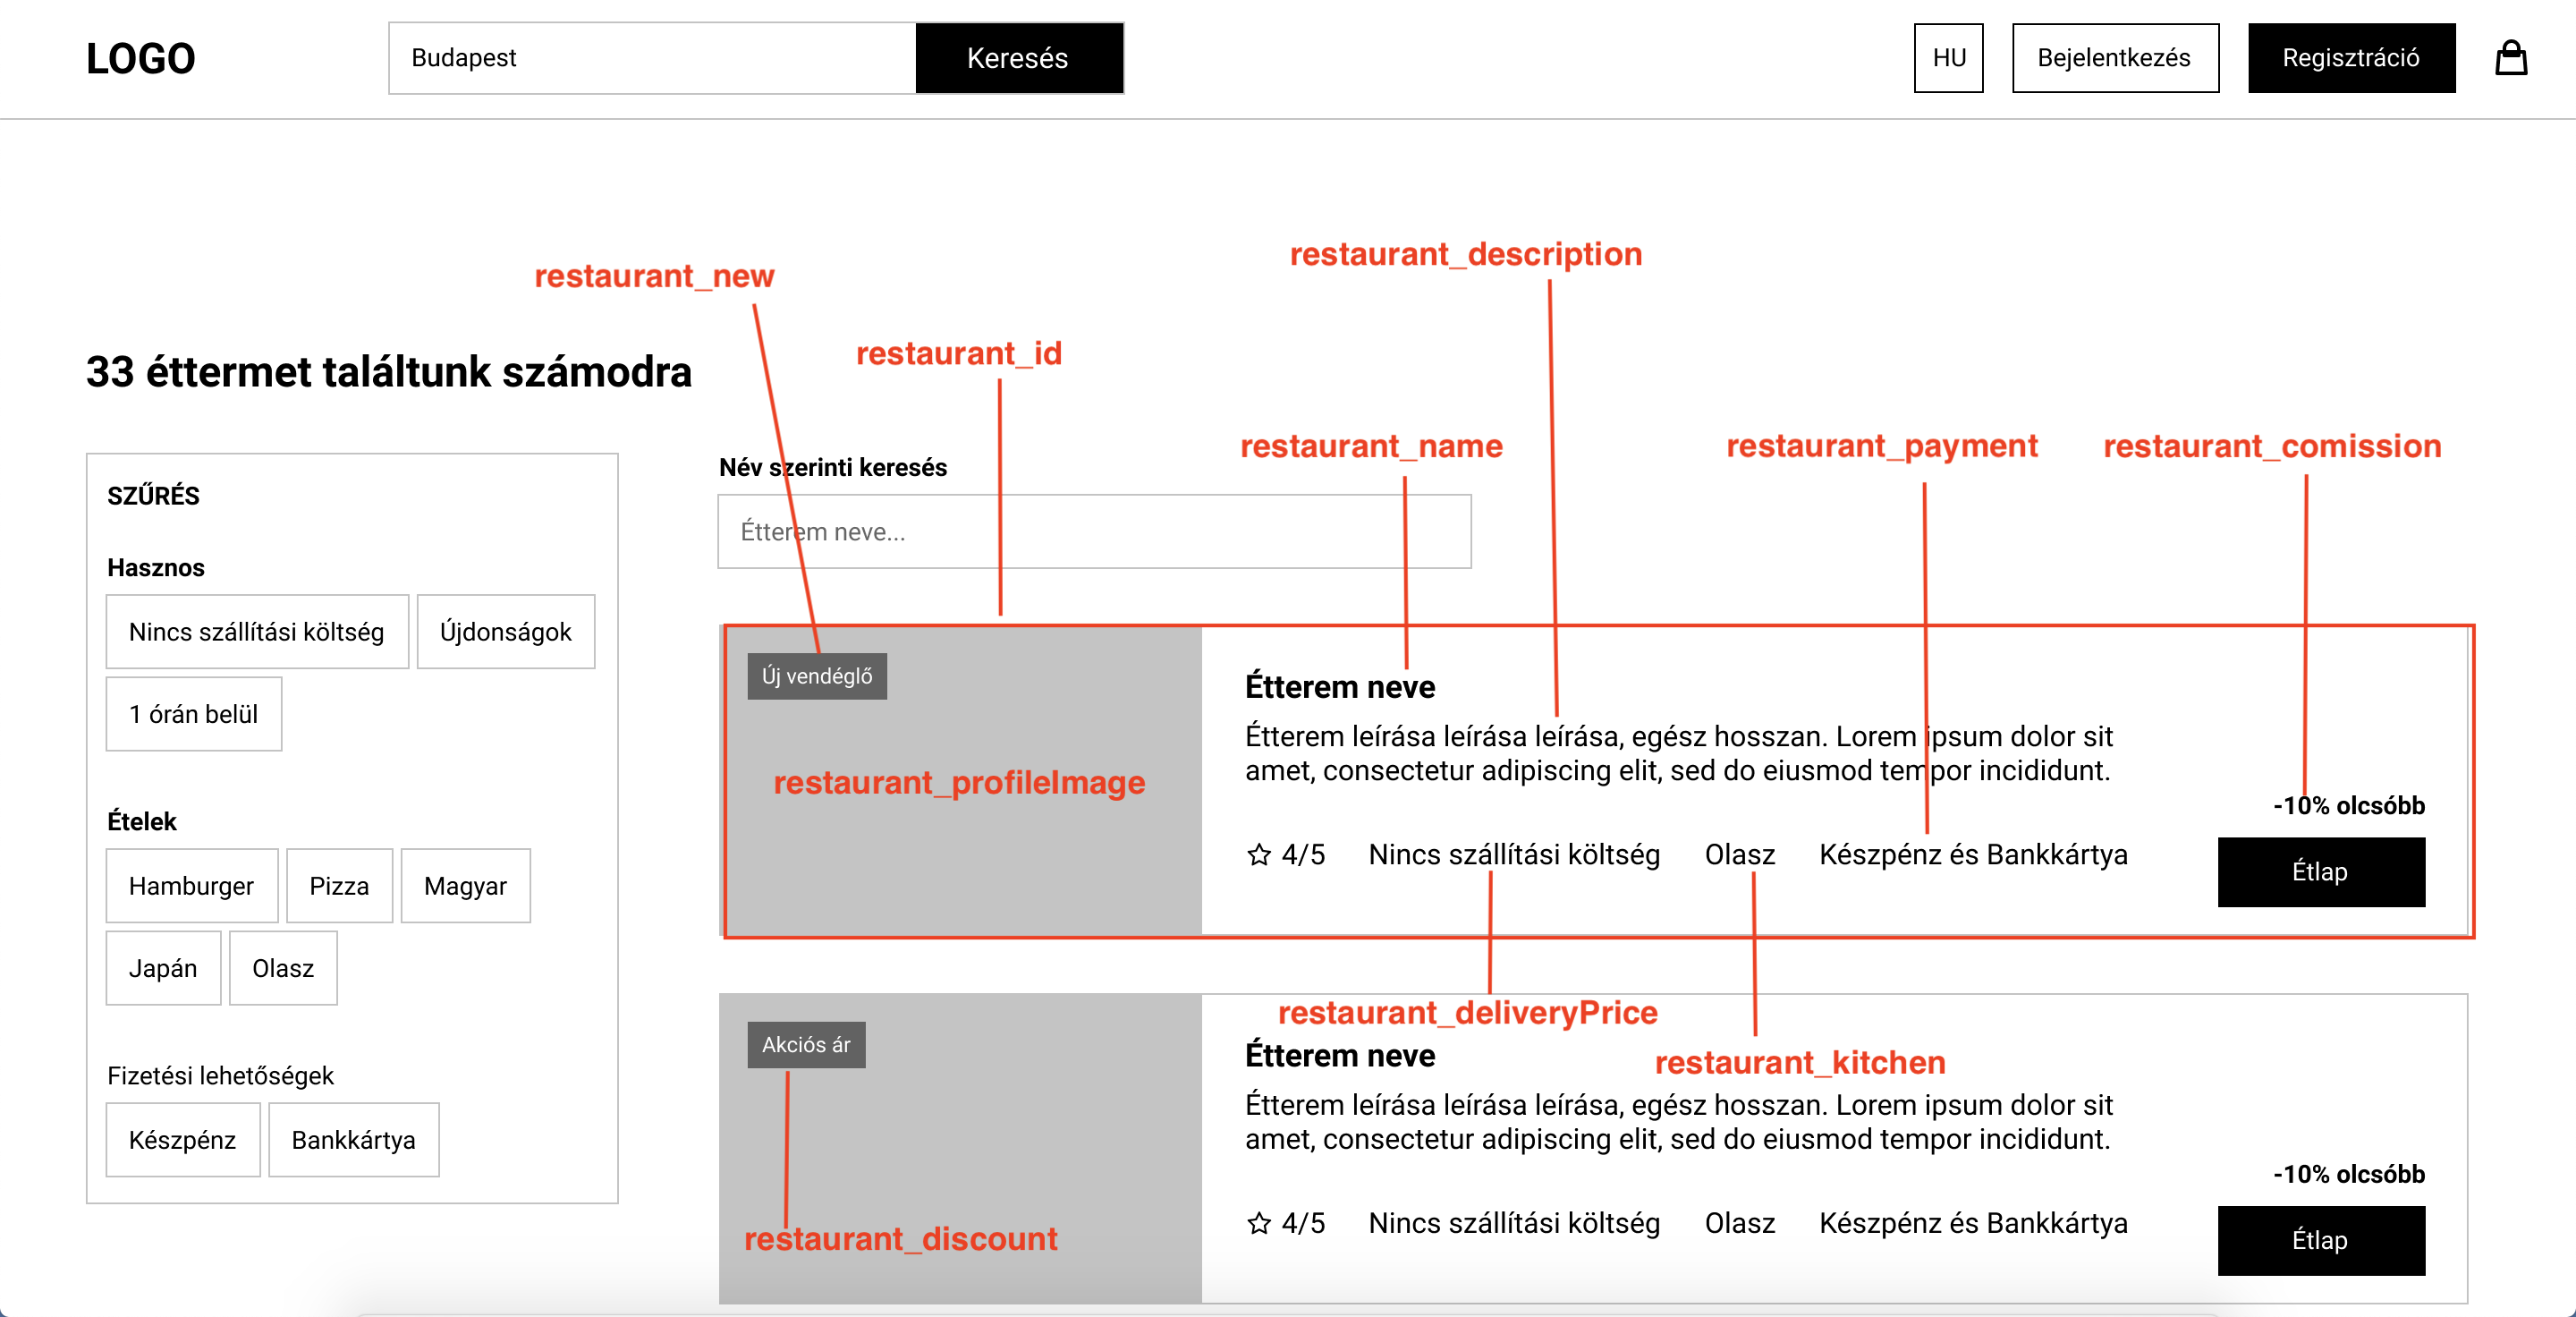 LOGO
Budapest
Keresés
HU
Bejelentkezés
Regisztráció
restaurant_description
restaurant_new
restaurant_id
33 éttermet találtunk számodra
restaurant_name
restaurant_payment
restaurant_comission
SZŰRÉS
Hasznos
Nincs szállítási költség
Újdonságok
1 órán belül
Ételek
Hamburger
Pizza
Magyar
Japán
Olasz
Fizetési lehetőségek
Készpénz
Bankkártya
Név szerinti keresés
Étterem neve...
Új vendéglő
restaurant_profileImage
Étterem neve
Étterem leírása leírása leírása, egész hosszan. Lorem ipsum dolor sit
amet, consectetur adipiscing elit, sed do eiusmod tempor incididunt.
-10% olcsóbb
4/5
Nincs szállítási költség
Olasz
Készpénz és Bankkártya
Étlap
restaurant_deliveryPrice
restaurant_kitchen
Akciós ár
restaurant_discount
Étterem neve
Étterem leírása leírása leírása, egész hosszan. Lorem ipsum dolor sit
amet, consectetur adipiscing elit, sed do eiusmod tempor incididunt.
-10% olcsóbb
4/5
Nincs szállítási költség
Olasz
Készpénz és Bankkártya
Étlap